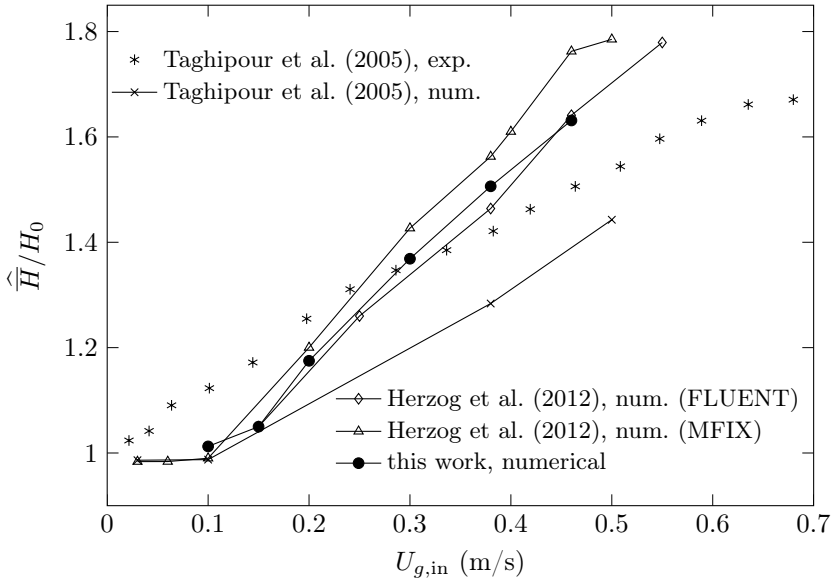 1.8
1.6
1.4
1.2
1
0
0.1
0.2
0.3
0.4
0.5
0.6
0.7
Taghipour et al. (2005), exp.
Taghipour et al. (2005), num.
Herzog et al. (2012), num. (FLUENT)
Herzog et al. (2012), num. (MFIX)
this work, numerical
H/H0
Ug,in (m/s)